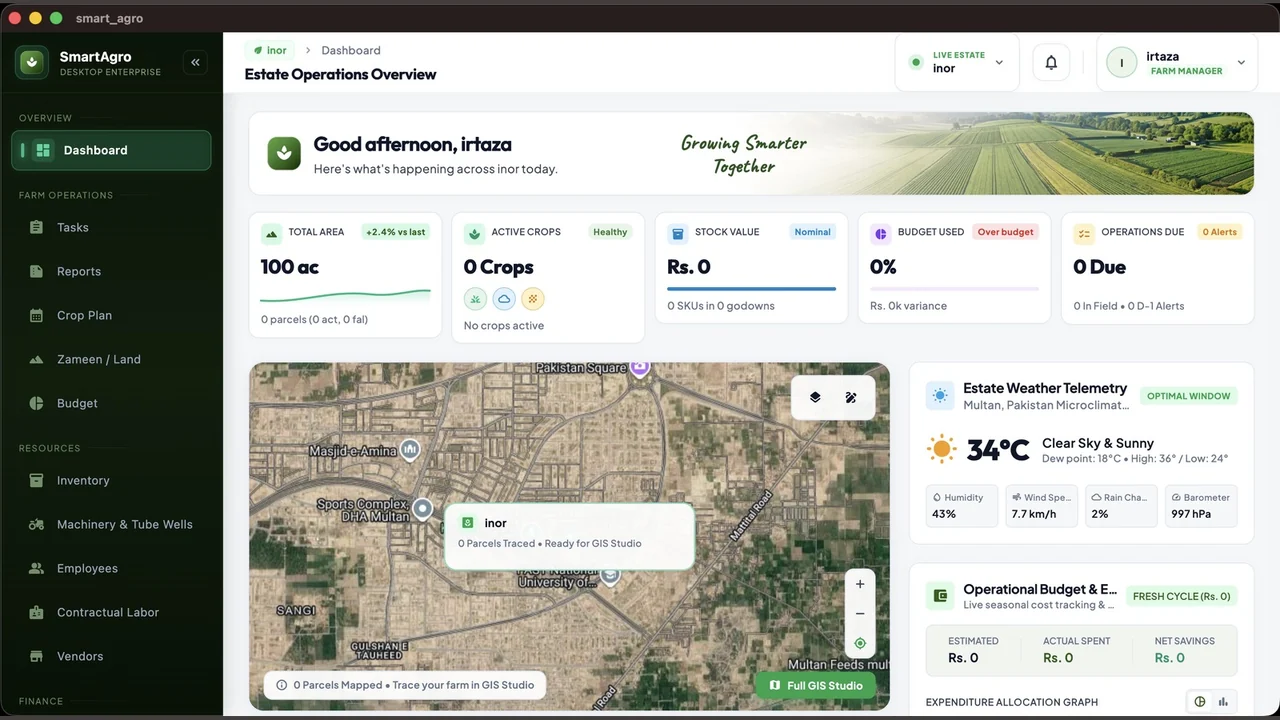 smart_agro
SmartAgro
DESKTOP ENTERPRISE
OVERVIEW
Dashboard
FARM OPERATIONS
Tasks
Reports
Crop Plan
Zameen / Land
Budget
RESOURCES
Inventory
Machinery & Tube Wells
Employees
Contractual Labor
Vendors
FINANCE
inor
Dashboard
Estate Operations Overview
LIVE ESTATE
inor
I
irtaza
FARM MANAGER
Good afternoon, irtaza
Here's what's happening across inor today.
Growing Smarter
Together
TOTAL AREA
+2.4% vs last
100 ac
0 parcels (0 act, 0 fal)
ACTIVE CROPS
Healthy
0 Crops
No crops active
STOCK VALUE
Nominal
Rs. 0
0 SKUs in 0 godowns
BUDGET USED
Over budget
0%
Rs. 0k variance
OPERATIONS DUE
0 Alerts
0 Due
0 In Field • 0 D-1 Alerts
Pakistan Square
Masjid-e-Amina
Sports Complex,
DHA Multan
inor
0 Parcels Traced • Ready for GIS Studio
University of...
Mattital Road
SANGI
GULSHAN E
TAUHEED
Multan Feeds mul
Road
0 Parcels Mapped • Trace your farm in GIS Studio
Full GIS Studio
Estate Weather Telemetry
Multan, Pakistan Microclimat...
OPTIMAL WINDOW
34°C
Clear Sky & Sunny
Dew point: 18°C • High: 36° / Low: 24°
Humidity
43%
Wind Spe...
7.7 km/h
Rain Cha...
2%
Barometer
997 hPa
Operational Budget & E...
Live seasonal cost tracking & ...
FRESH CYCLE (Rs. 0)
ESTIMATED
Rs. 0
ACTUAL SPENT
Rs. 0
NET SAVINGS
Rs. 0
EXPENDITURE ALLOCATION GRAPH